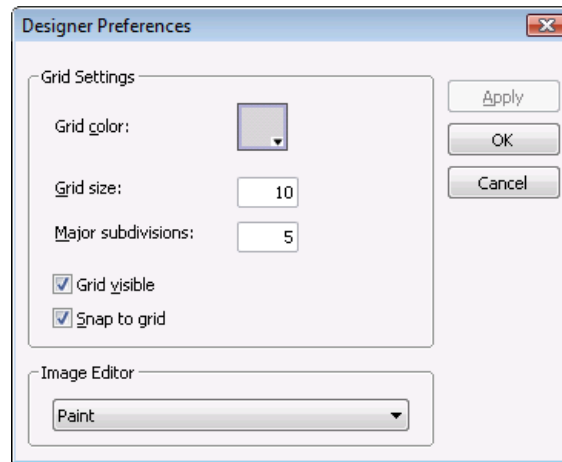 Designer Preferences
Grid Settings
Grid color:
Grid size:
10
Major subdivisions:
5
Grid visible
Snap to grid
Apply
OK
Cancel
Image Editor
Paint